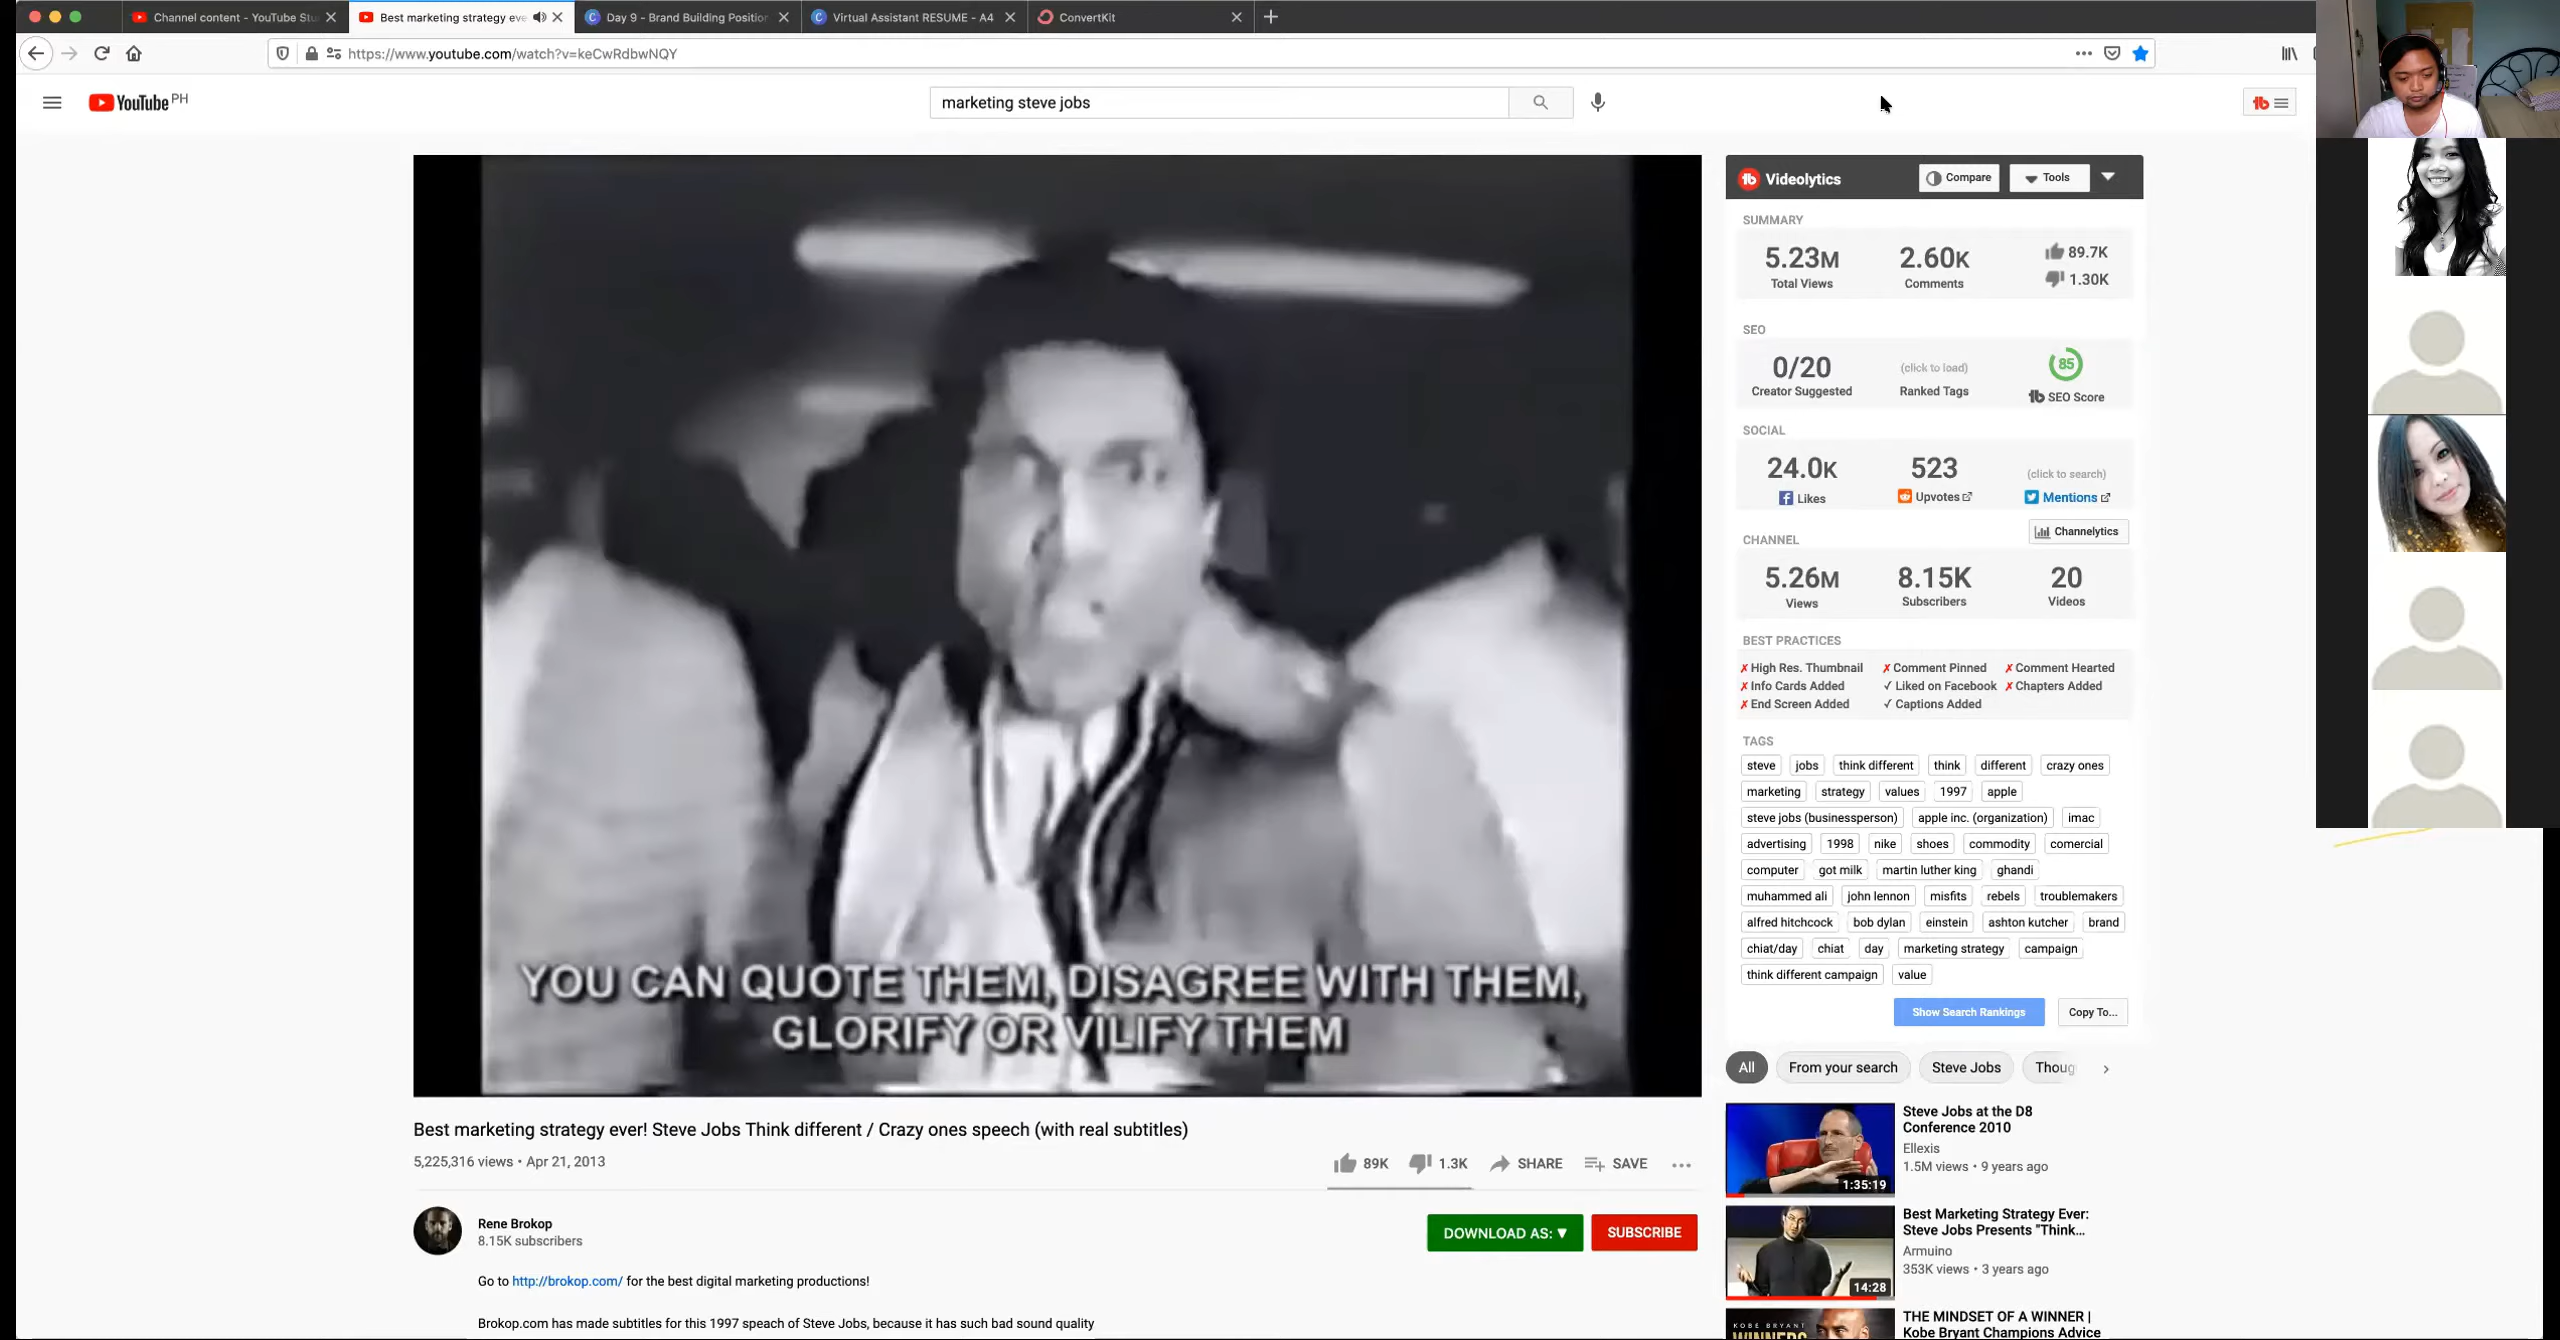 Channel content - YouTube Stu
Best marketing strategy eve
Day 9 - Brand Building Position
Virtual Assistant RESUME - A4
ConvertKit
https://www.youtube.com/watch?v=keCwRdbwNQY
YouTube PH
marketing steve jobs
YOU CAN QUOTE THEM, DISAGREE WITH THEM,
GLORIFY OR VILIFY THEM
Best marketing strategy ever! Steve Jobs Think different / Crazy ones speech (with real subtitles)
5,225,316 views • Apr 21, 2013
89K 1.3K SHARE SAVE
Rene Brokop
8.15K subscribers
DOWNLOAD AS: ▼ SUBSCRIBE
Go to http://brokop.com/ for the best digital marketing productions!
Brokop.com has made subtitles for this 1997 speach of Steve Jobs, because it has such bad sound quality
Videolytics Compare Tools
SUMMARY
5.23M 2.60K 89.7K
Total Views Comments 1.30K
SEO
0/20 (click to load) 85
Creator Suggested Ranked Tags SEO Score
SOCIAL
24.0K 523 (click to search)
Likes Upvotes Mentions
CHANNEL Channelytics
5.26M 8.15K 20
Views Subscribers Videos
BEST PRACTICES
✗ High Res. Thumbnail ✗ Comment Pinned ✗ Comment Hearted
✗ Info Cards Added ✓ Liked on Facebook ✗ Chapters Added
✗ End Screen Added ✓ Captions Added
TAGS
steve jobs think different think different crazy ones
marketing strategy values 1997 apple
steve jobs (businessperson) apple inc. (organization) imac
advertising 1998 nike shoes commodity comercial
computer got milk martin luther king ghandi
muhammed ali john lennon misfits rebels troublemakers
alfred hitchcock bob dylan einstein ashton kutcher brand
chiat/day chiat day marketing strategy campaign
think different campaign value
Show Search Rankings Copy To...
All From your search Steve Jobs Thoug
Steve Jobs at the D8
Conference 2010
Ellexis
1.5M views • 9 years ago
1:35:19
Best Marketing Strategy Ever:
Steve Jobs Presents "Think...
Armuino
353K views • 3 years ago
14:28
THE MINDSET OF A WINNER |
Kobe Bryant Champions Advice
KOBE BRYANT
WINNERS